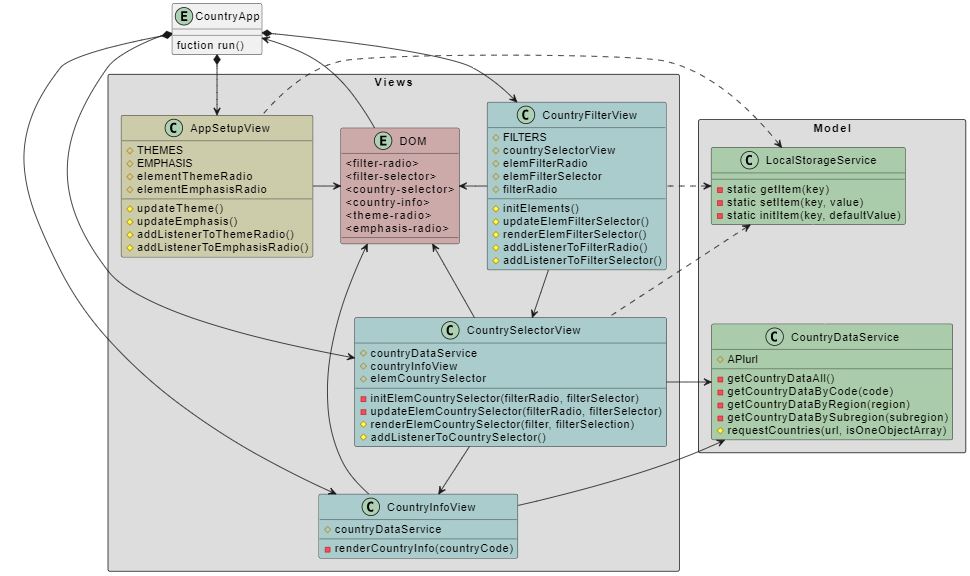 E CountryApp
fuction run()
Views
C AppSetupView
THEMES
EMPHASIS
elementThemeRadio
elementEmphasisRadio
updateTheme()
updateEmphasis()
addListenerToThemeRadio()
addListenerToEmphasisRadio()
E DOM
<filter-radio>
<filter-selector>
<country-selector>
<country-info>
<theme-radio>
<emphasis-radio>
C CountryFilterView
FILTERS
countrySelectorView
elemFilterRadio
elemFilterSelector
filterRadio
initElements()
updateElemFilterSelector()
renderElemFilterSelector()
addListenerToFilterRadio()
addListenerToFilterSelector()
C CountrySelectorView
countryDataService
countryInfoView
elemCountrySelector
initElemCountrySelector(filterRadio, filterSelector)
updateElemCountrySelector(filterRadio, filterSelector)
renderElemCountrySelector(filter, filterSelection)
addListenerToCountrySelector()
C CountryInfoView
countryDataService
renderCountryInfo(countryCode)
Model
C LocalStorageService
static getItem(key)
static setItem(key, value)
static initItem(key, defaultValue)
C CountryDataService
APIurl
getCountryDataAll()
getCountryDataByCode(code)
getCountryDataByRegion(region)
getCountryDataBySubregion(subregion)
requestCountries(url, isOneObjectArray)